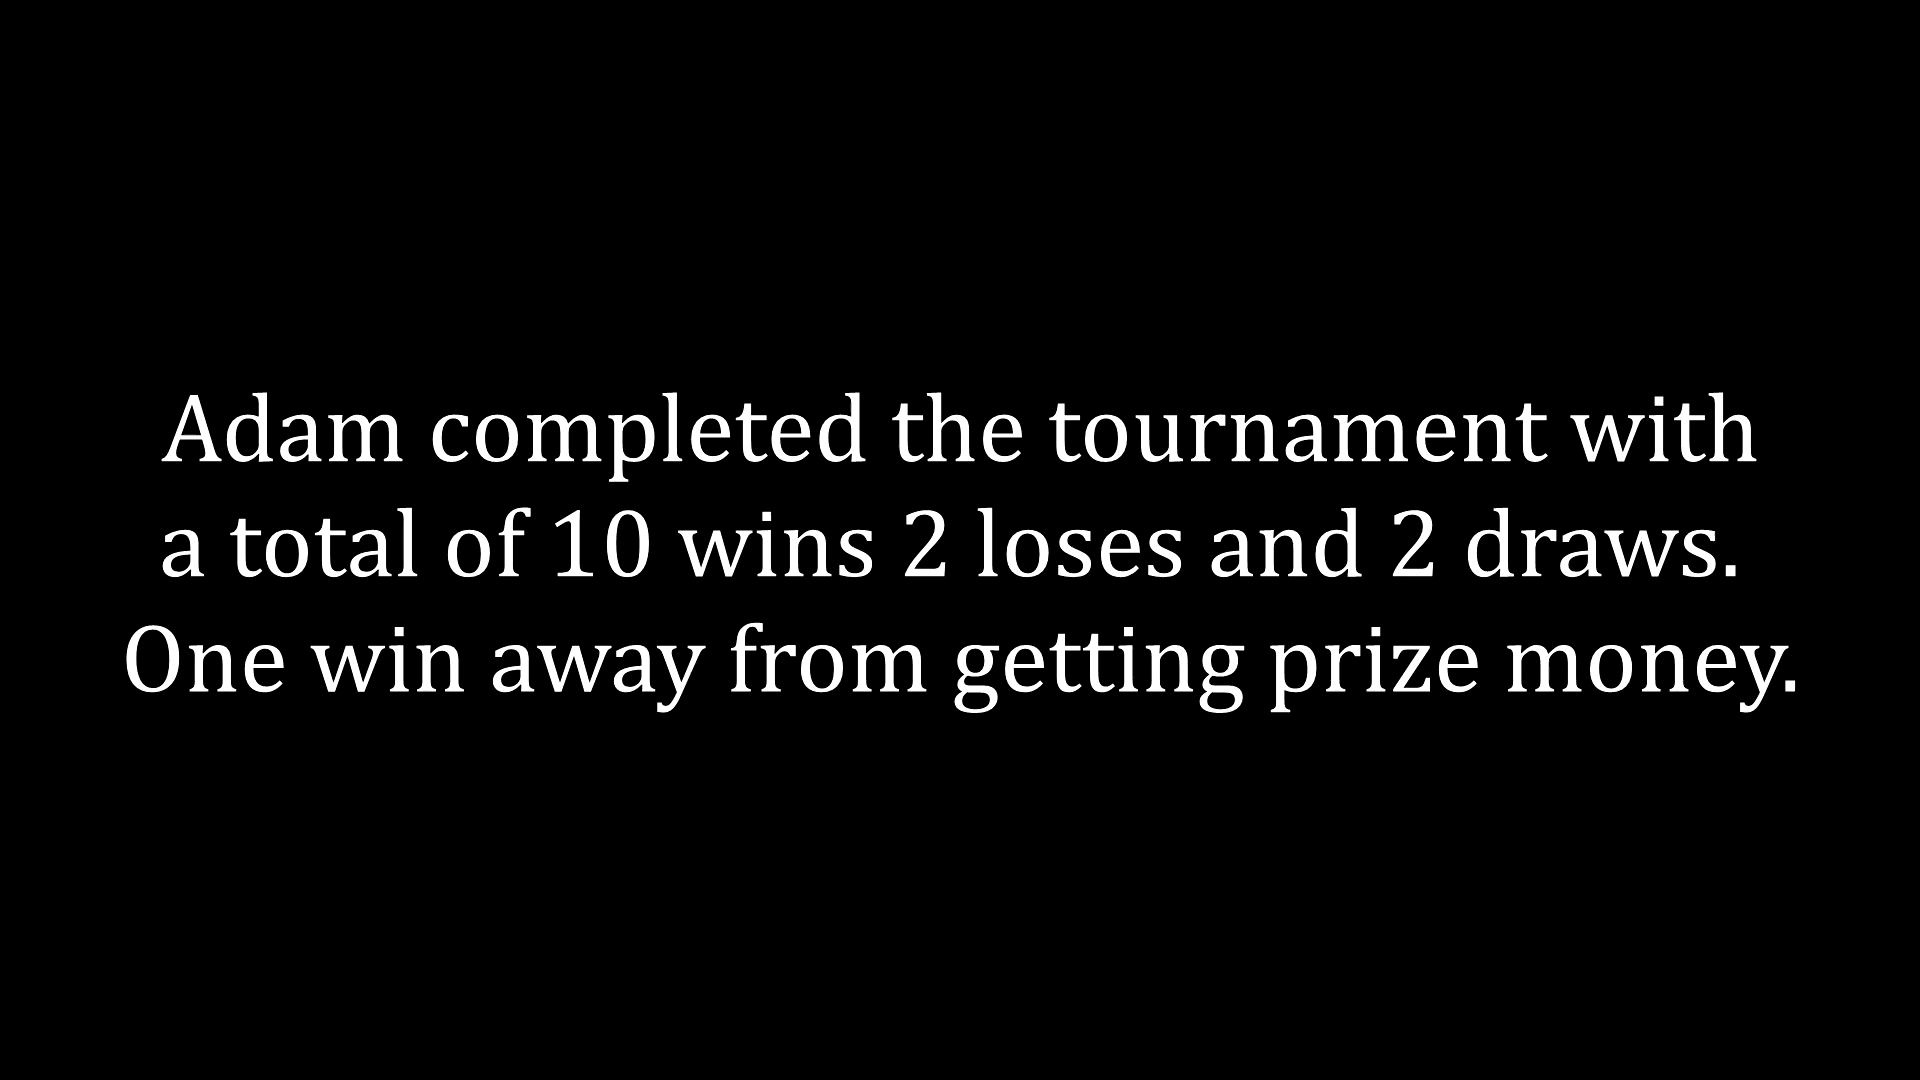 Adam completed the tournament with
a total of 10 wins 2 loses and 2 draws.
One win away from getting prize money.